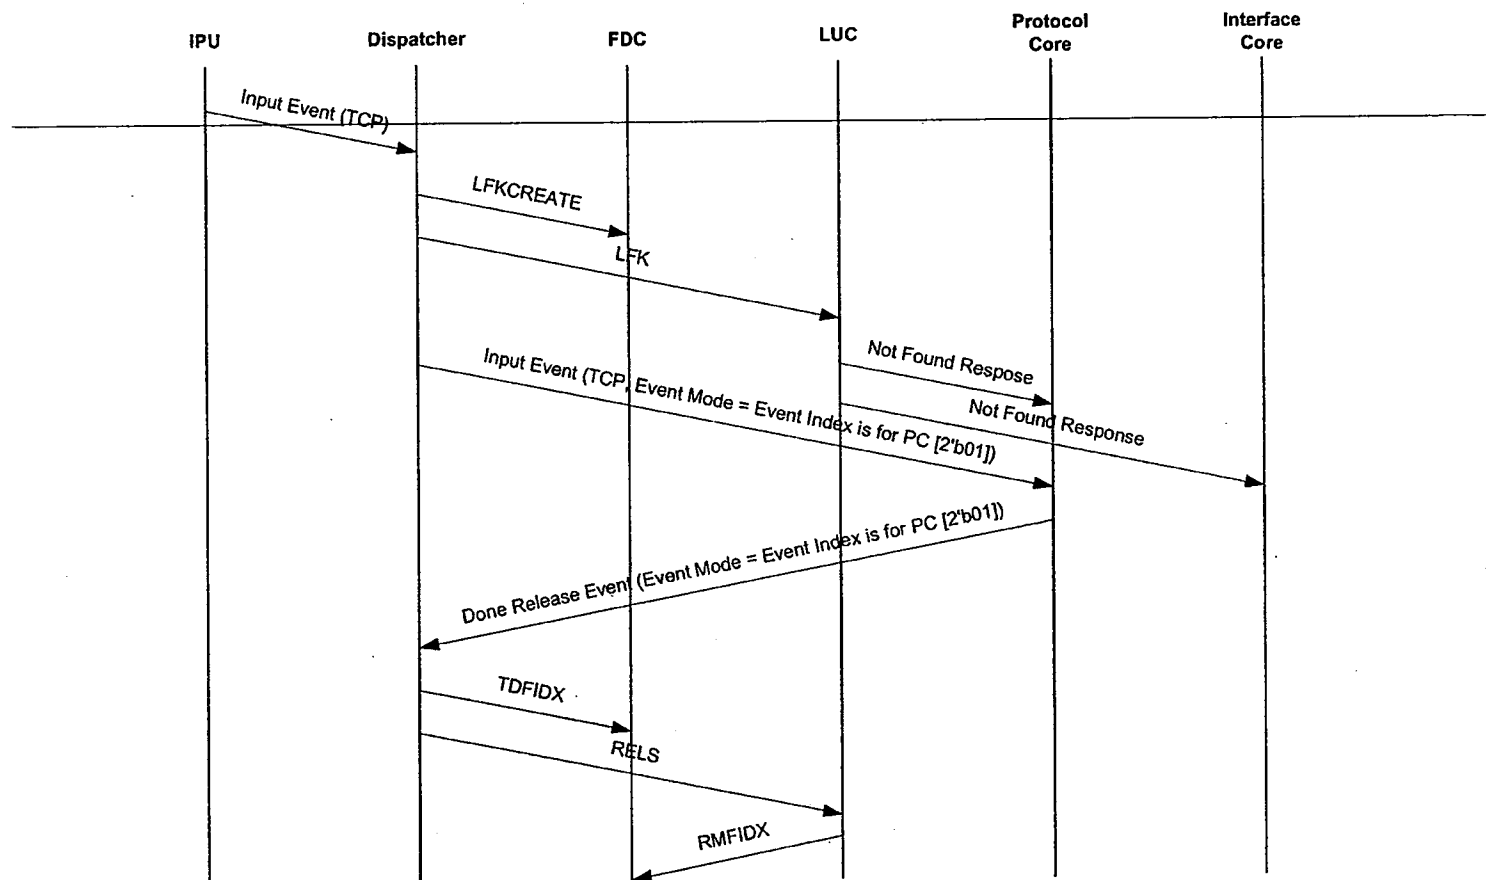 IPU
Dispatcher
FDC
LUC
Protocol
Core
Interface
Core
Input Event (TCP)
LFKCREATE
LFK
Not Found Respose
Input Event (TCP, Event Mode = Event Index is for PC [2'b01])
Not Found Response
Done Release Event (Event Mode = Event Index is for PC [2'b01])
TDFIDX
RELS
RMFIDX